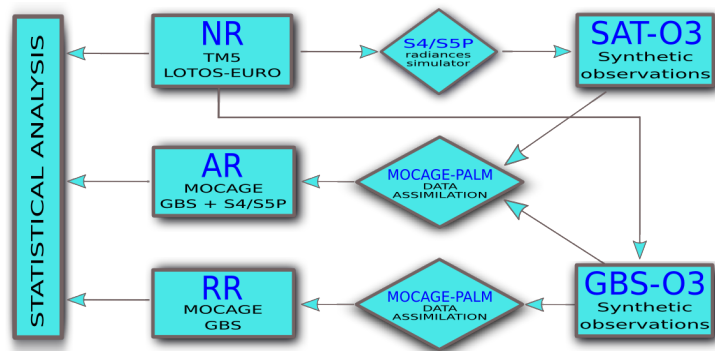 STATISTICAL ANALYSIS
NR
TM5
LOTOS-EURO
S4/S5P
radiances
simulator
SAT-O3
Synthetic
observations
AR
MOCAGE
GBS + S4/S5P
MOCAGE-PALM
DATA
ASSIMILATION
RR
MOCAGE
GBS
MOCAGE-PALM
DATA
ASSIMILATION
GBS-O3
Synthetic
observations